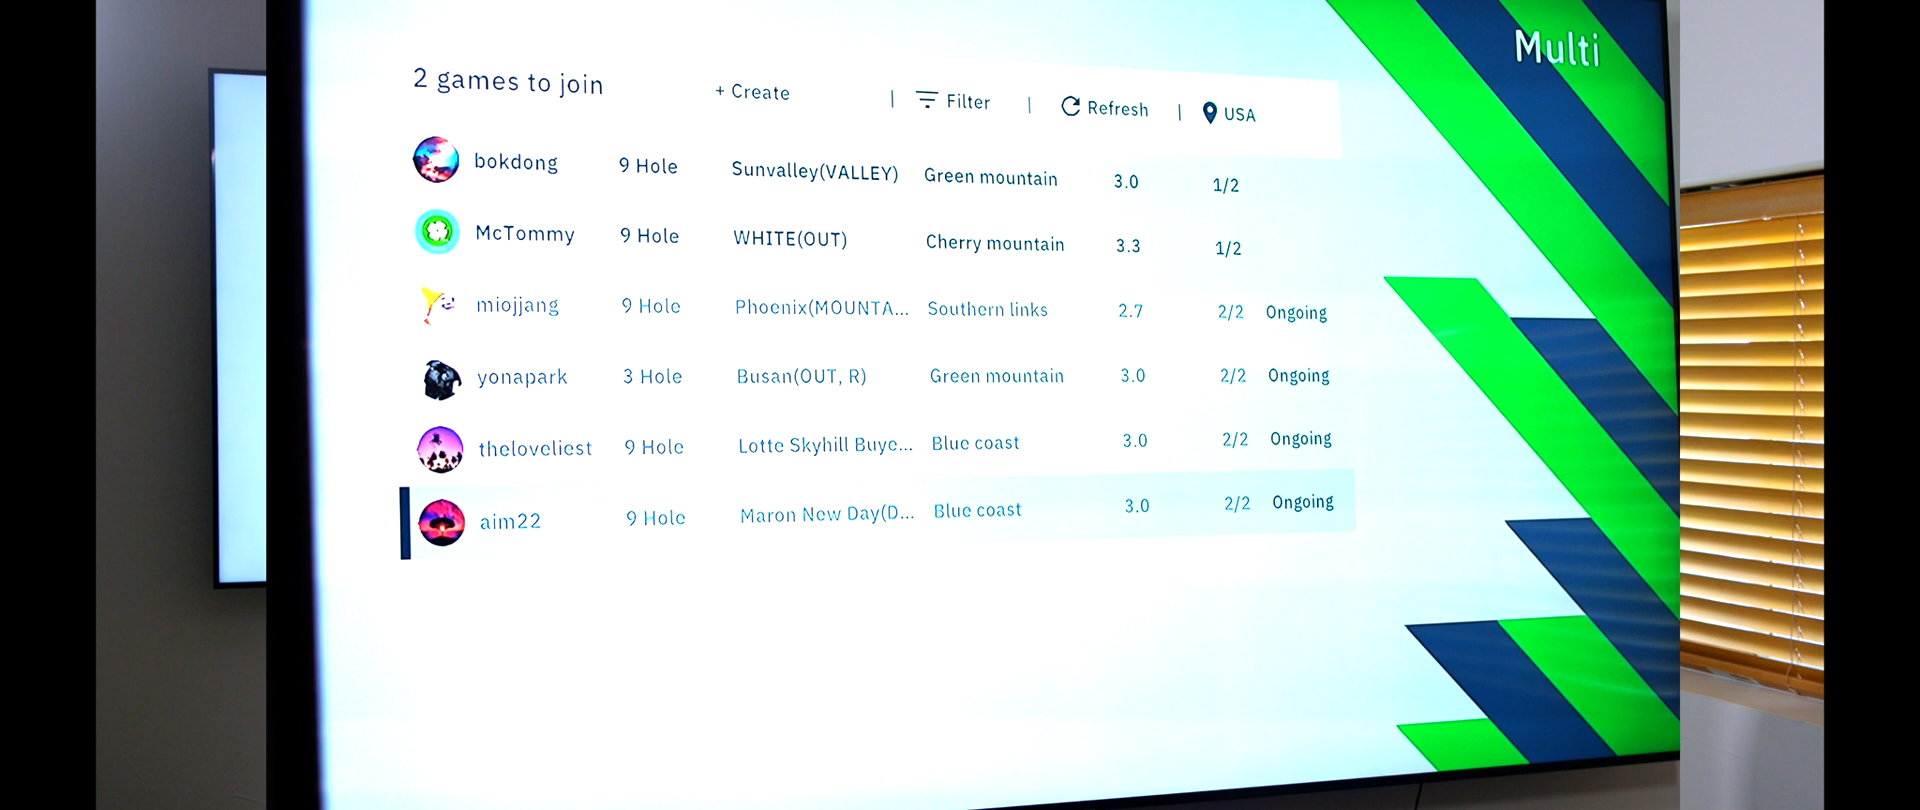 Multi
2 games to join + Create | Filter | Refresh | USA
bokdong 9 Hole Sunvalley(VALLEY) Green mountain 3.0 1/2
McTommy 9 Hole WHITE(OUT) Cherry mountain 3.3 1/2
miojjang 9 Hole Phoenix(MOUNTA... Southern links 2.7 2/2 Ongoing
yonapark 3 Hole Busan(OUT, R) Green mountain 3.0 2/2 Ongoing
theloveliest 9 Hole Lotte Skyhill Buye... Blue coast 3.0 2/2 Ongoing
aim22 9 Hole Maron New Day(D... Blue coast 3.0 2/2 Ongoing